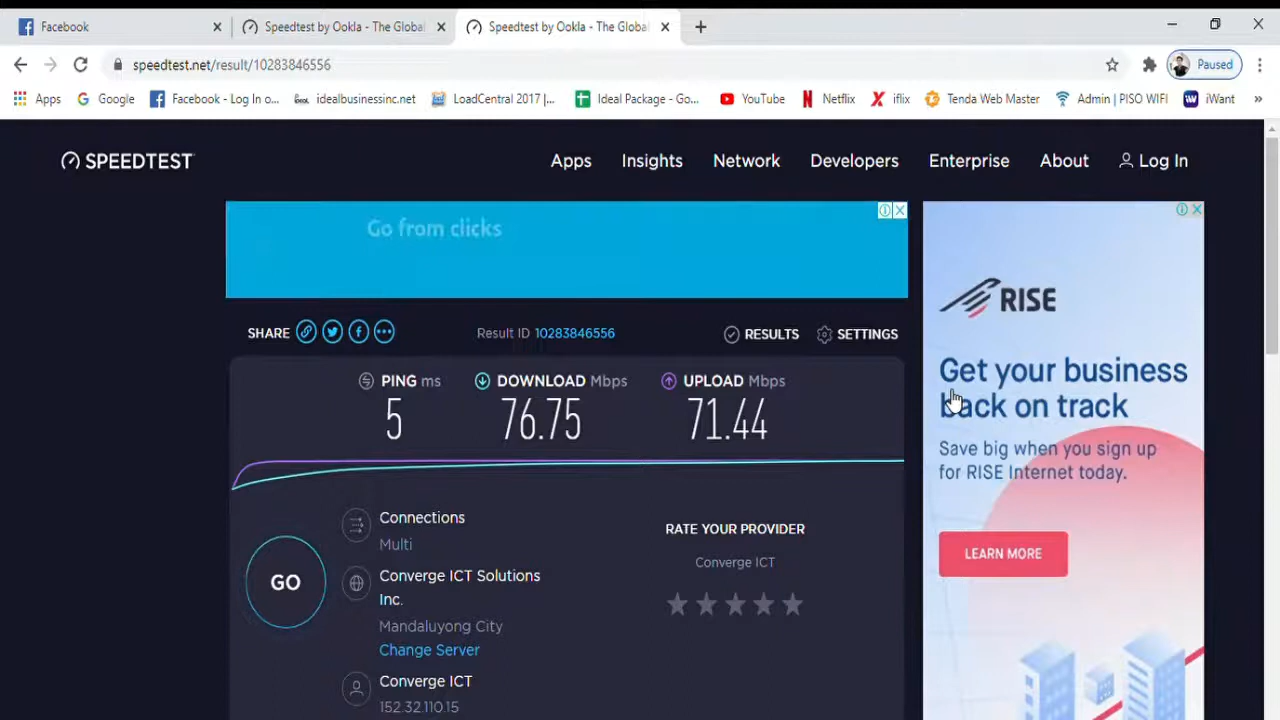 Facebook
Speedtest by Ookla - The Global
Speedtest by Ookla - The Global
speedtest.net/result/10283846556
Paused
Apps
Google
Facebook - Log In o...
idealbusinessinc.net
LoadCentral 2017 |...
Ideal Package - Go...
YouTube
Netflix
iflix
Tenda Web Master
Admin | PISO WIFI
iWant
»
SPEEDTEST
Apps
Insights
Network
Developers
Enterprise
About
Log In
Go from clicks
SHARE
Result ID 10283846556
RESULTS
SETTINGS
PING ms
DOWNLOAD Mbps
UPLOAD Mbps
5
76.75
71.44
Connections
Multi
Converge ICT Solutions
Inc.
Mandaluyong City
Change Server
Converge ICT
152.32.110.15
GO
RATE YOUR PROVIDER
Converge ICT
RISE
Get your business
back on track
Save big when you sign up
for RISE Internet today.
LEARN MORE